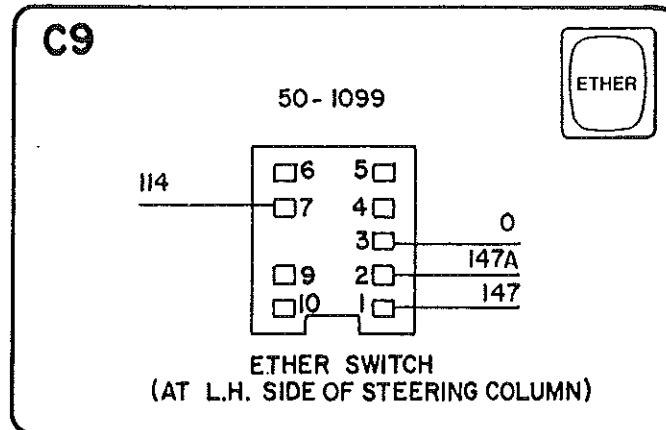 C9
ETHER
50-1099
6 5
114
7 4
3 0
147A
9 2
147
10 1
ETHER SWITCH
(AT L.H. SIDE OF STEERING COLUMN)